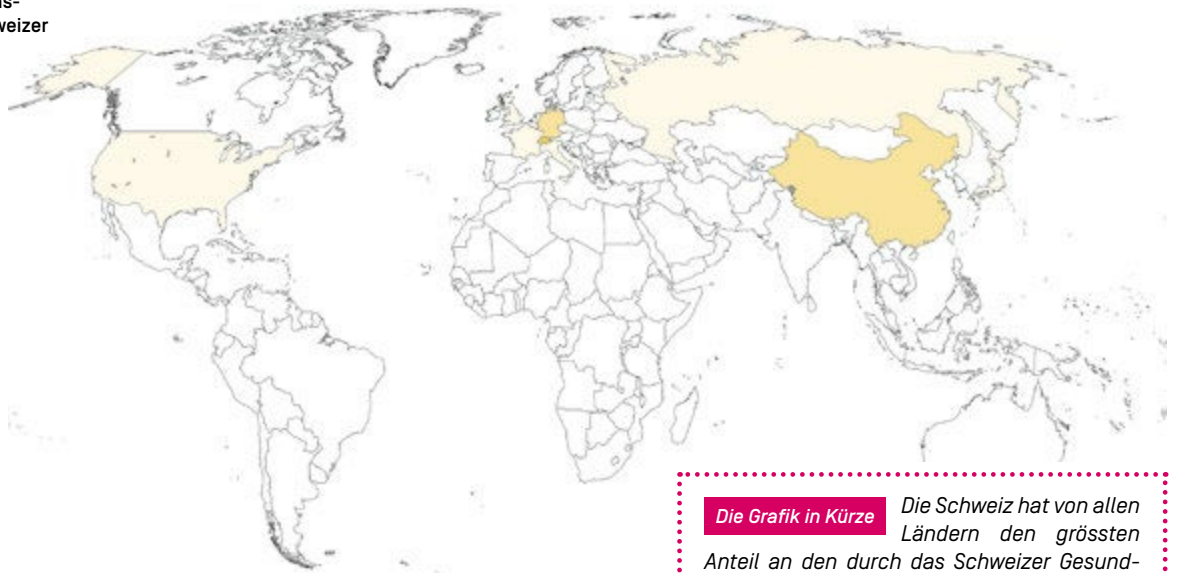 weizer
Die Grafik in Kürze Die Schweiz hat von allen
Ländern den grössten
Anteil an den durch das Schweizer Gesund-